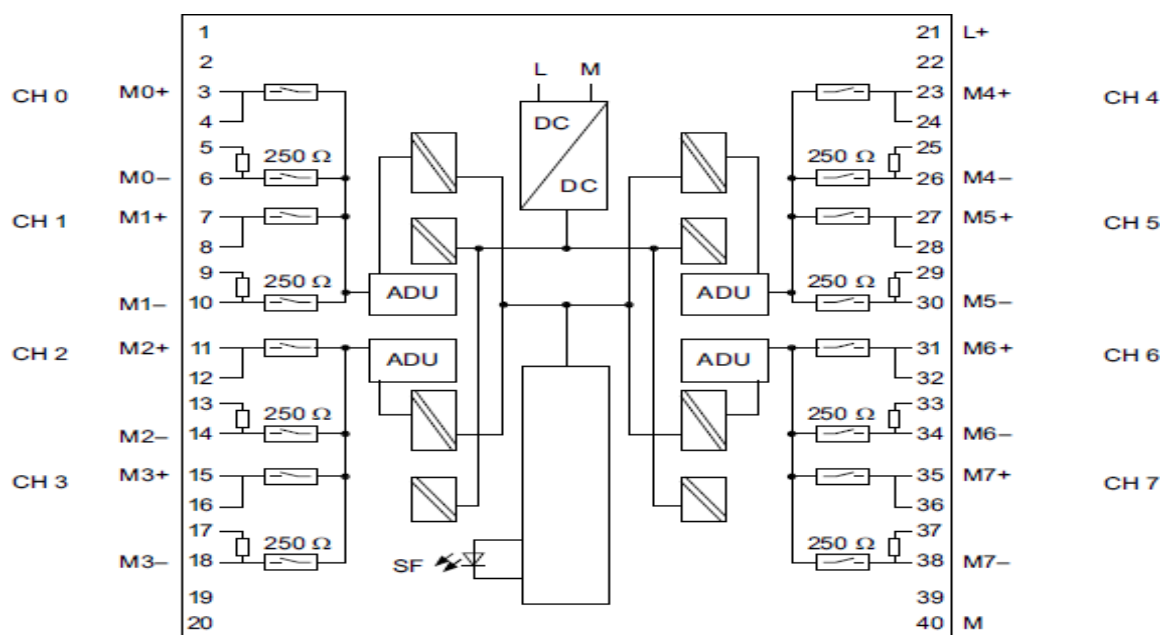 1 21 L+
2 22
L M
CH 0 M0+ 3 23 M4+ CH 4
4 24
DC
5 25
250 Ω 250 Ω
M0– 6 26 M4–
DC
CH 1 M1+ 7 27 M5+ CH 5
8 28
9 29
250 Ω 250 Ω
ADU ADU
M1– 10 30 M5–
CH 2 M2+ 11 31 M6+ CH 6
ADU ADU
12 32
13 33
250 Ω 250 Ω
M2– 14 34 M6–
CH 3 M3+ 15 35 M7+ CH 7
16 36
17 37
250 Ω 250 Ω
M3– 18 SF 38 M7–
19 39
20 40 M